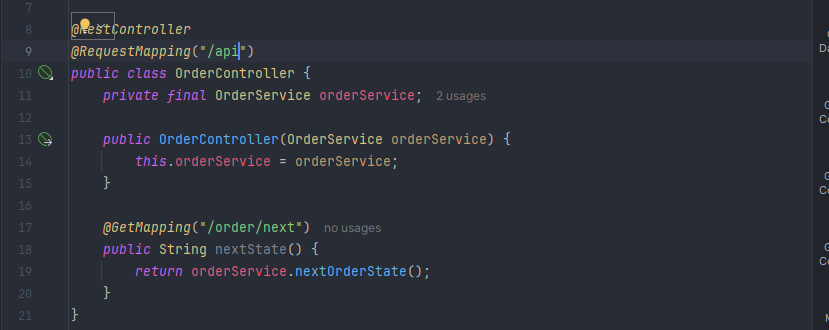 7
8 @RestController
9 @RequestMapping("/api")
10 public class OrderController {
11 private final OrderService orderService; 2 usages
12
13 public OrderController(OrderService orderService) {
14 this.orderService = orderService;
15 }
16
17 @GetMapping("/order/next") no usages
18 public String nextState() {
19 return orderService.nextOrderState();
20 }
21 }